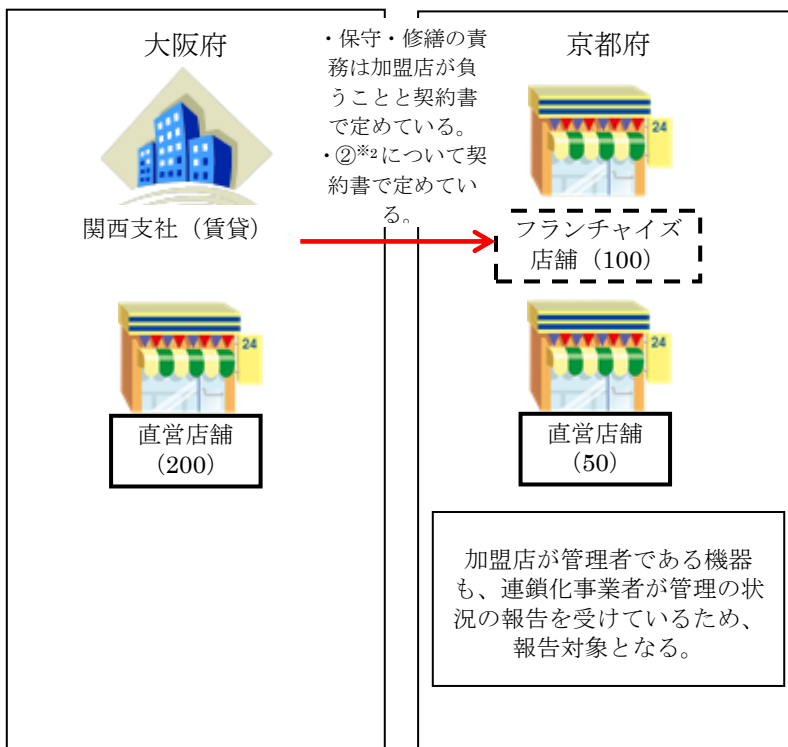 大阪府
関西支社（賃貸）
直営店舗
（200）
・保守・修繕の責
務は加盟店が負
うことと契約書
で定めている。
・②※2について契
約書で定めてい
る。
京都府
24
フランチャイズ
店舗（100）
24
直営店舗
（50）
24
加盟店が管理者である機器
も、連鎖化事業者が管理の状
況の報告を受けているため、
報告対象となる。